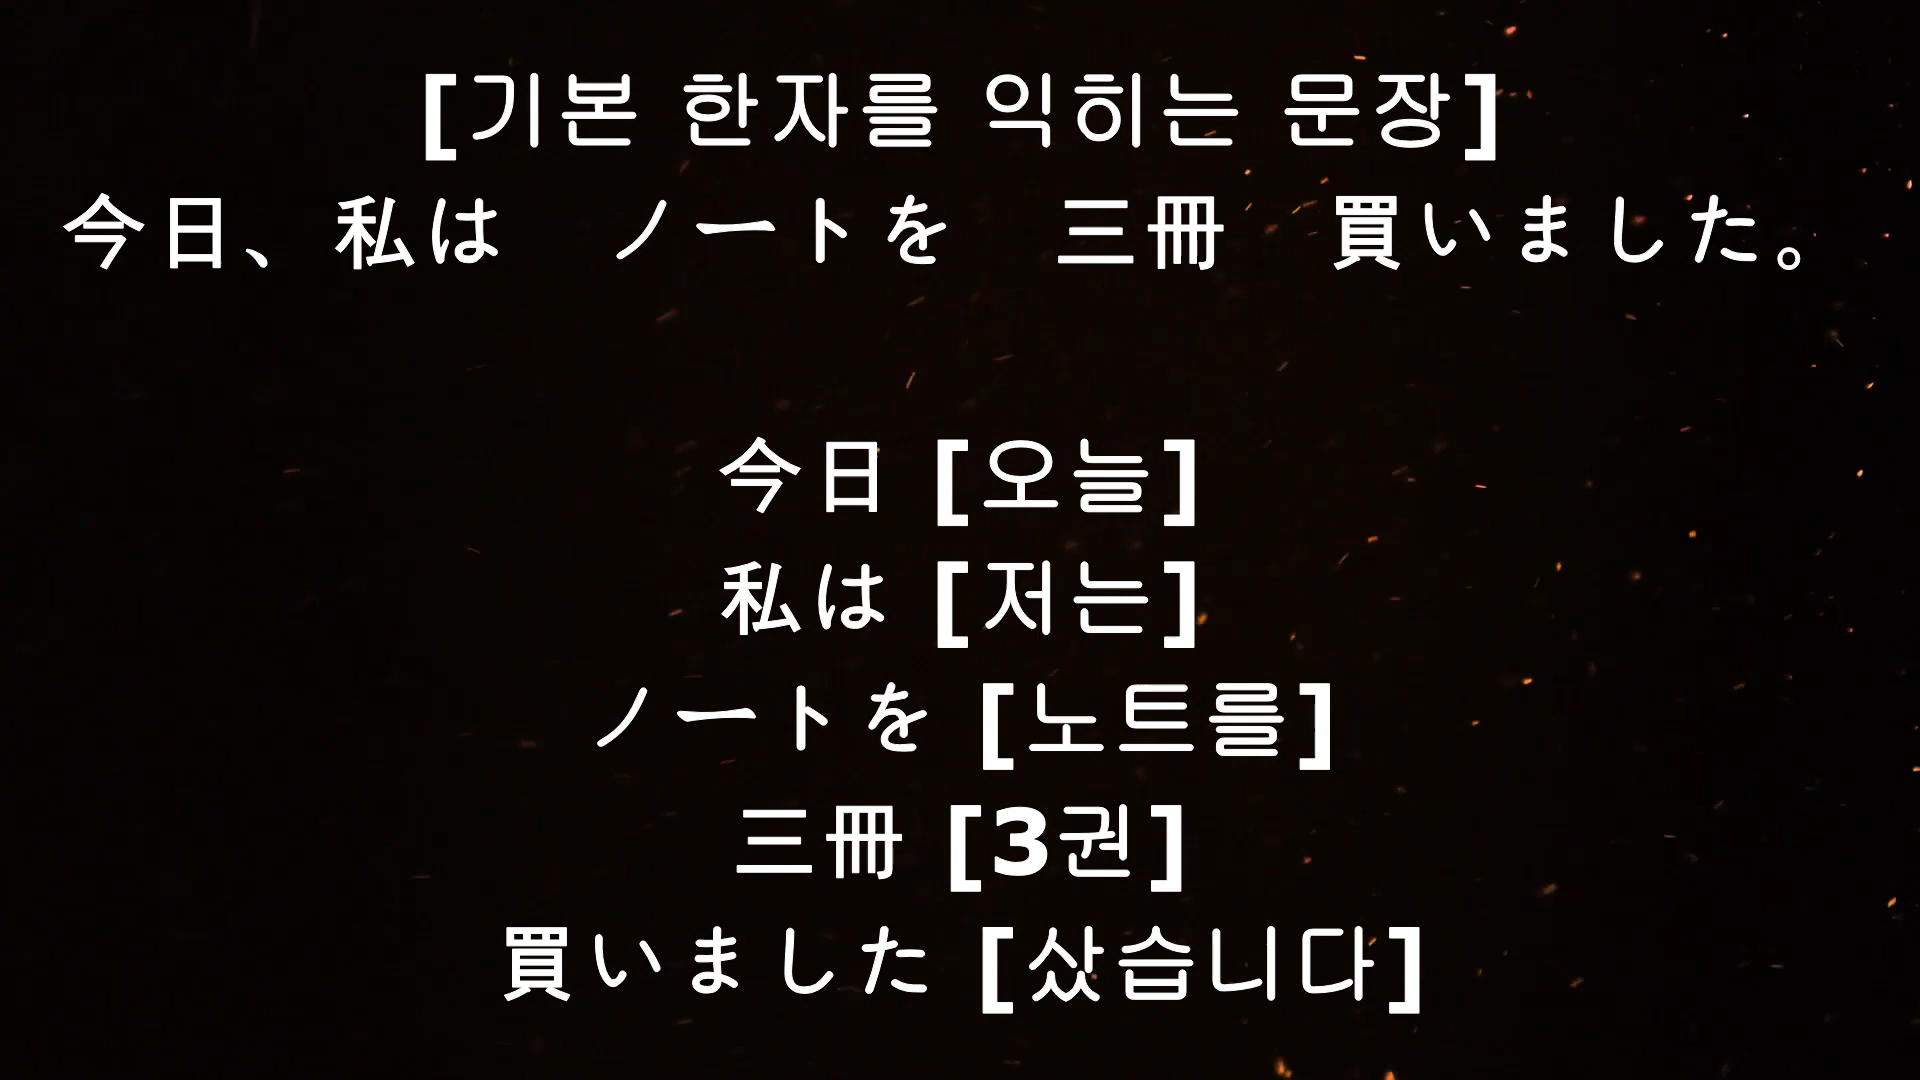 [기본 한자를 익히는 문장]
今日、私は　ノートを　三冊　買いました。
今日 [오늘]
私は [저는]
ノートを [노트를]
三冊 [3권]
買いました [샀습니다]